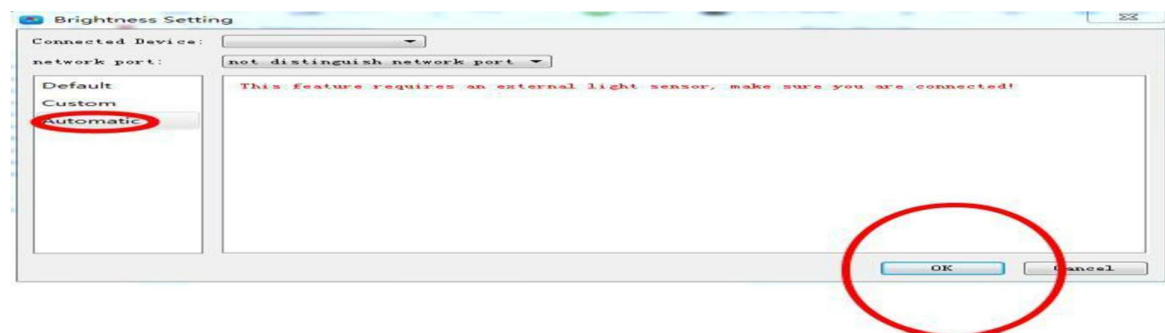 Brightness Setting
Connected Device:
network port: not distinguish network port
Default
Custom
Automatic
This feature requires an external light sensor, make sure you are connected!
OK Cancel